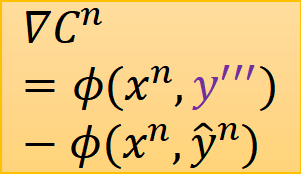 ∇Cⁿ
= ϕ(xⁿ, y′′′)
− ϕ(xⁿ, ŷⁿ)